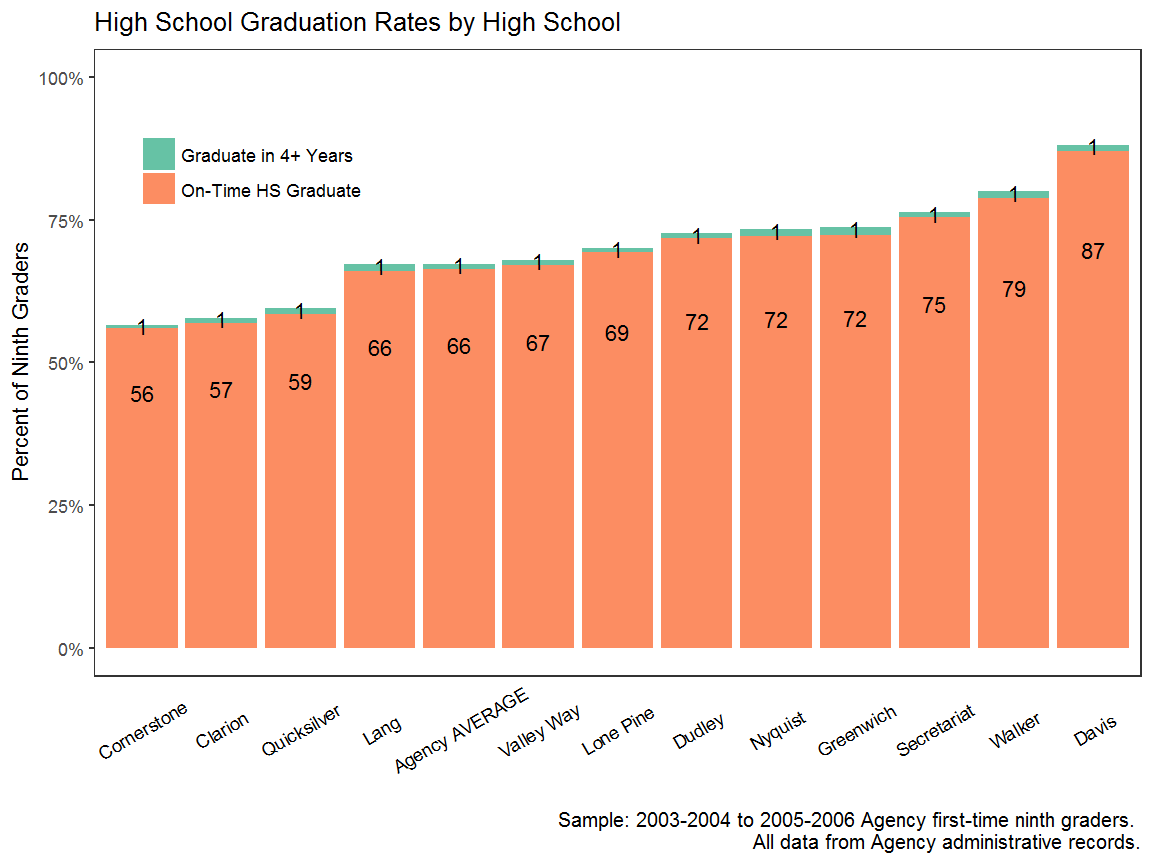 High School Graduation Rates by High School
Percent of Ninth Graders
100%
75%
50%
25%
0%
Graduate in 4+ Years
On-Time HS Graduate
1 1 1 1 1 1 1 1 1 1 1 1 1
56 57 59 66 66 67 69 72 72 72 75 79 87
Cornerstone Clarion Quicksilver Lang Agency AVERAGE Valley Way Lone Pine Dudley Nyquist Greenwich Secretariat Walker Davis
Sample: 2003-2004 to 2005-2006 Agency first-time ninth graders.
All data from Agency administrative records.